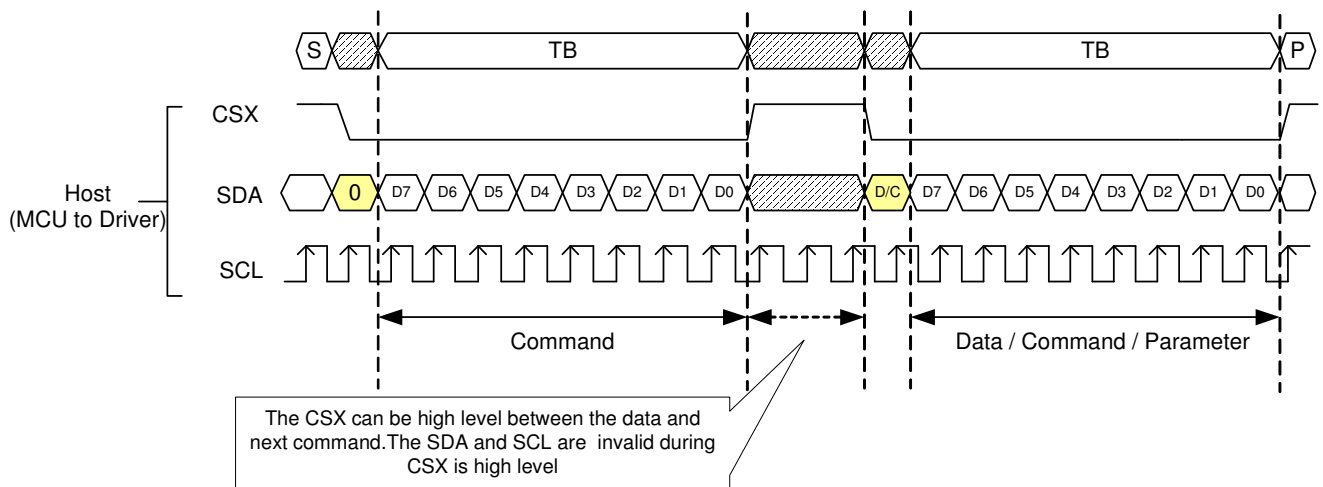 S TB TB P
CSX
Host
(MCU to Driver)
SDA 0 D7 D6 D5 D4 D3 D2 D1 D0 D/C D7 D6 D5 D4 D3 D2 D1 D0
SCL
Command Data / Command / Parameter
The CSX can be high level between the data and
next command.The SDA and SCL are invalid during
CSX is high level